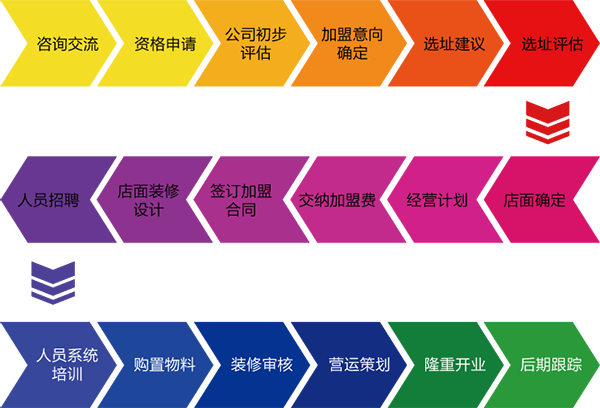 咨询交流
资格申请
公司初步
评估
加盟意向
确定
选址建议
选址评估
店面确定
经营计划
交纳加盟费
签订加盟
合同
店面装修
设计
人员招聘
人员系统
培训
购置物料
装修审核
营运策划
隆重开业
后期跟踪